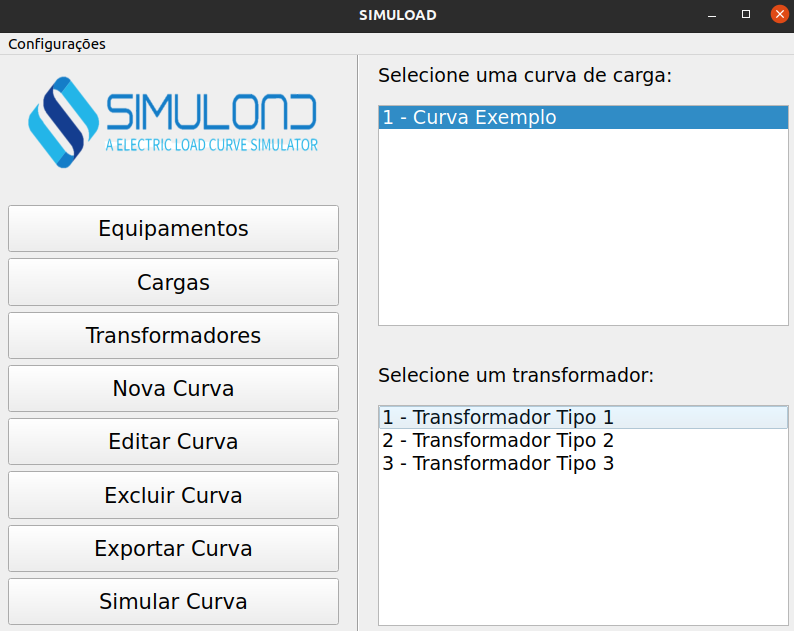 SIMULOAD
Configurações
SIMULOAD
A ELECTRIC LOAD CURVE SIMULATOR
Equipamentos
Cargas
Transformadores
Nova Curva
Editar Curva
Excluir Curva
Exportar Curva
Simular Curva
Selecione uma curva de carga:
1 - Curva Exemplo
Selecione um transformador:
1 - Transformador Tipo 1
2 - Transformador Tipo 2
3 - Transformador Tipo 3